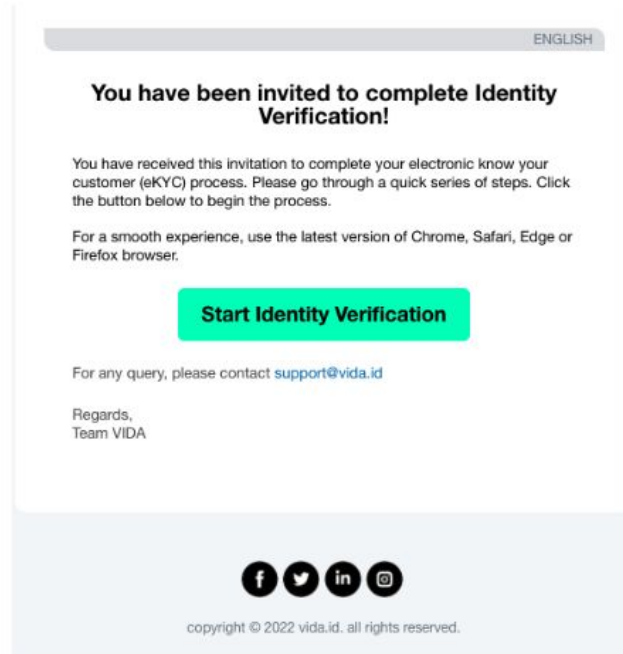 ENGLISH
You have been invited to complete Identity
Verification!
You have received this invitation to complete your electronic know your
customer (eKYC) process. Please go through a quick series of steps. Click
the button below to begin the process.
For a smooth experience, use the latest version of Chrome, Safari, Edge or
Firefox browser.
Start Identity Verification
For any query, please contact support@vida.id
Regards,
Team VIDA
copyright © 2022 vida.id. all rights reserved.